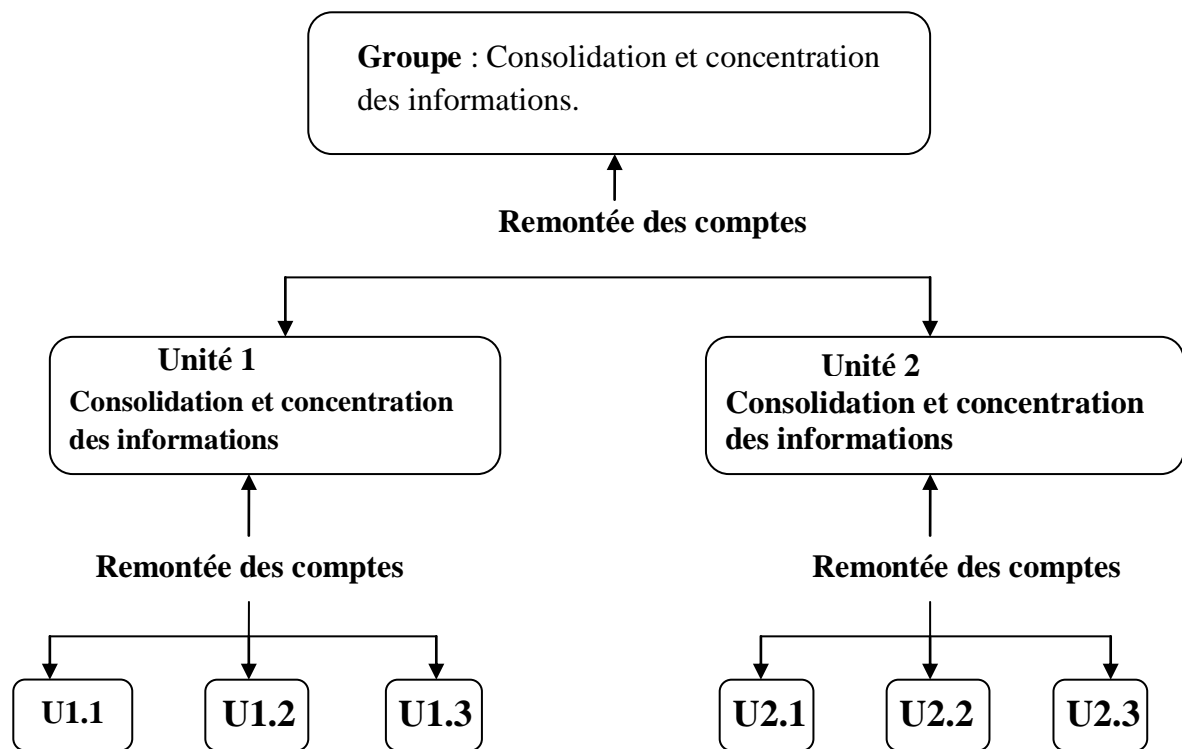 Groupe : Consolidation et concentration
des informations.
Remontée des comptes
Unité 1
Consolidation et concentration
des informations
Unité 2
Consolidation et concentration
des informations
Remontée des comptes
Remontée des comptes
U1.1
U1.2
U1.3
U2.1
U2.2
U2.3